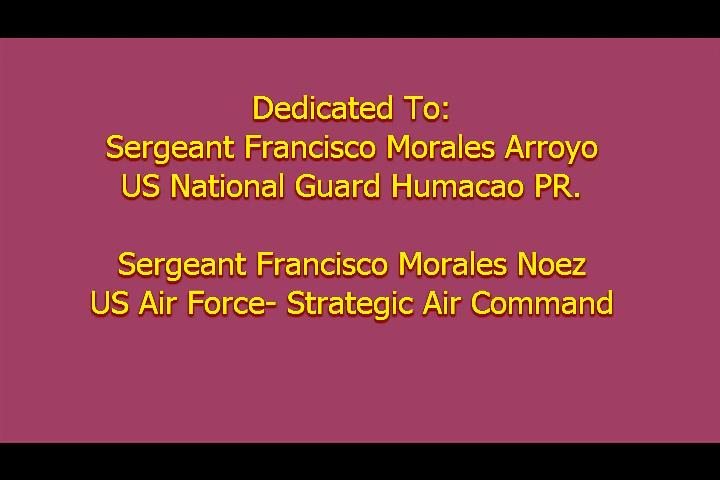 Dedicated To:
Sergeant Francisco Morales Arroyo
US National Guard Humacao PR.
Sergeant Francisco Morales Noez
US Air Force- Strategic Air Command